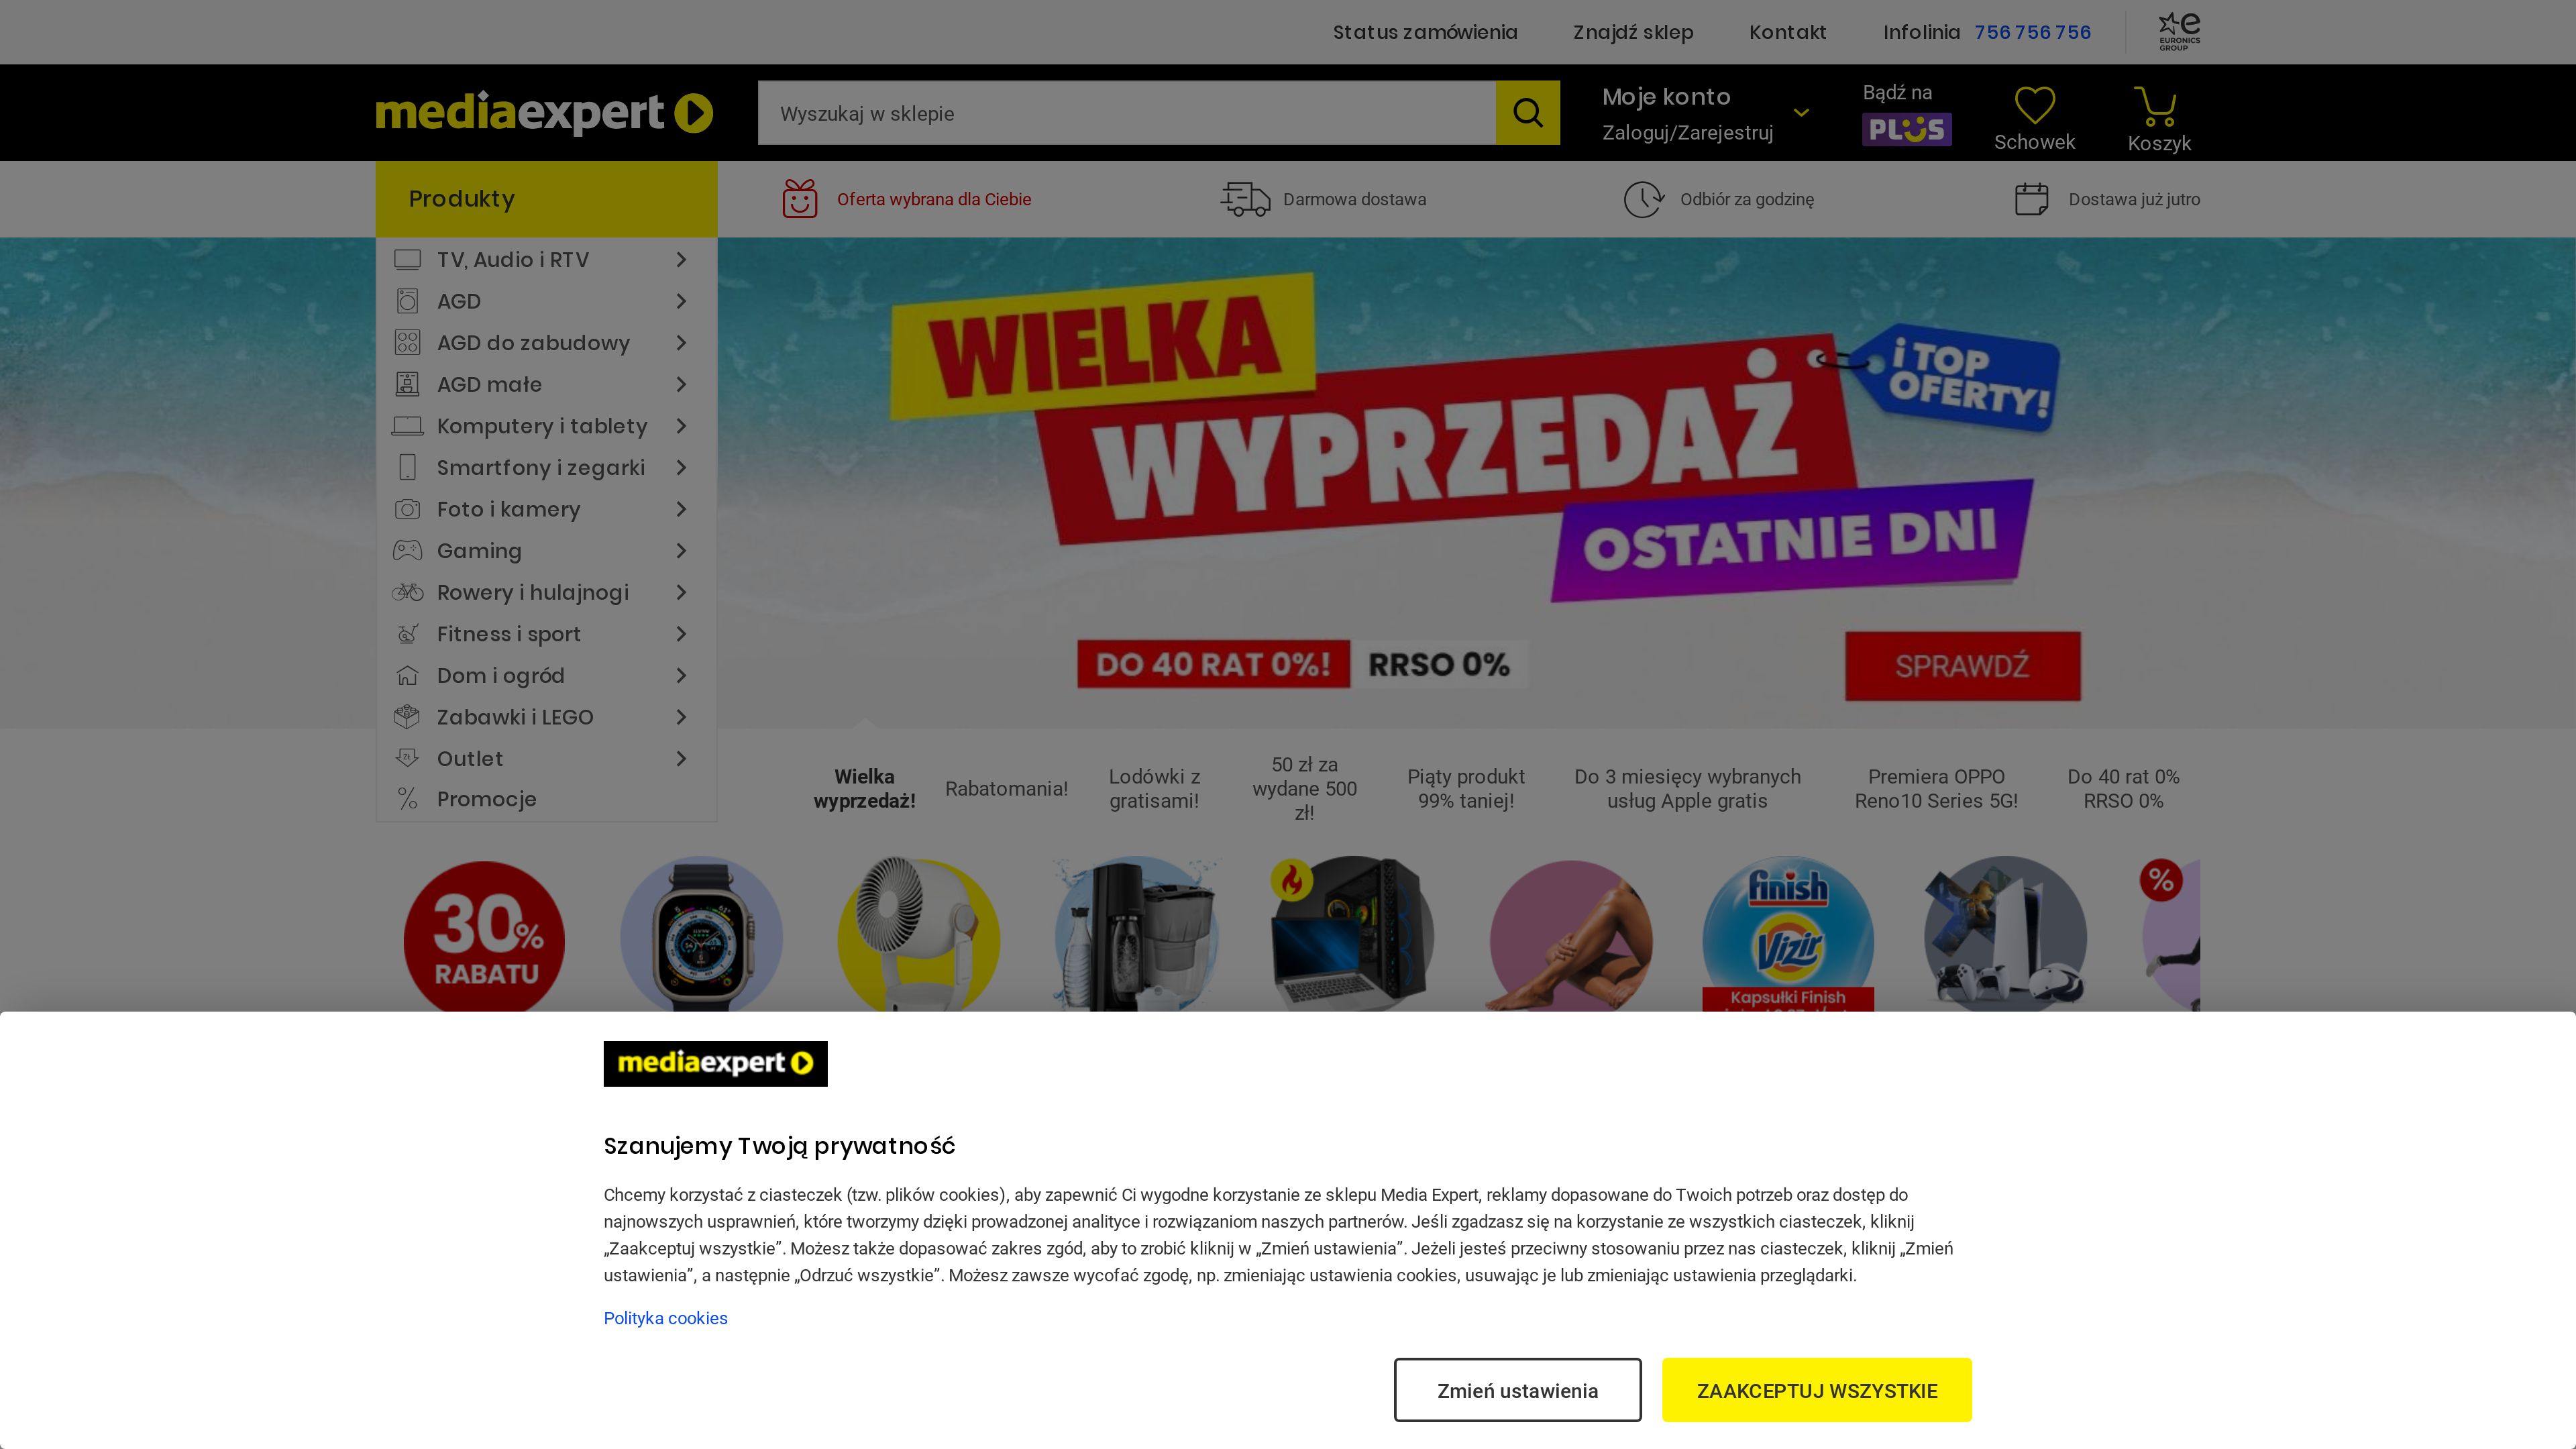 Status zamówienia
Znajdź sklep
Kontakt
Infolinia 756 756 756
EURONICS
GROUP
mediaexpert
Wyszukaj w sklepie
Moje konto
Zaloguj/Zarejestruj
Bądź na
PLUS
Schowek
Koszyk
Produkty
Oferta wybrana dla Ciebie
Darmowa dostawa
Odbiór za godzinę
Dostawa już jutro
TV, Audio i RTV
AGD
AGD do zabudowy
AGD małe
Komputery i tablety
Smartfony i zegarki
Foto i kamery
Gaming
Rowery i hulajnogi
Fitness i sport
Dom i ogród
Zabawki i LEGO
Outlet
Promocje
WIELKA
WYPRZEDAŻ
i TOP
OFERTY!
OSTATNIE DNI
DO 40 RAT 0%!
RRSO 0%
SPRAWDŹ
Wielka
wyprzedaż!
Rabatomania!
Lodówki z
gratisami!
50 zł za
wydane 500
zł!
Piąty produkt
99% taniej!
Do 3 miesięcy wybranych
usług Apple gratis
Premiera OPPO
Reno10 Series 5G!
Do 40 rat 0%
RRSO 0%
30%
RABATU
finish
Vizir
Kapsułki Finish
%
mediaexpert
Szanujemy Twoją prywatność
Chcemy korzystać z ciasteczek (tzw. plików cookies), aby zapewnić Ci wygodne korzystanie ze sklepu Media Expert, reklamy dopasowane do Twoich potrzeb oraz dostęp do
najnowszych usprawnień, które tworzymy dzięki prowadzonej analityce i rozwiązaniom naszych partnerów. Jeśli zgadzasz się na korzystanie ze wszystkich ciasteczek, kliknij
„Zaakceptuj wszystkie”. Możesz także dopasować zakres zgód, aby to zrobić kliknij w „Zmień ustawienia”. Jeżeli jesteś przeciwny stosowaniu przez nas ciasteczek, kliknij „Zmień
ustawienia”, a następnie „Odrzuć wszystkie”. Możesz zawsze wycofać zgodę, np. zmieniając ustawienia cookies, usuwając je lub zmieniając ustawienia przeglądarki.
Polityka cookies
Zmień ustawienia
ZAAKCEPTUJ WSZYSTKIE